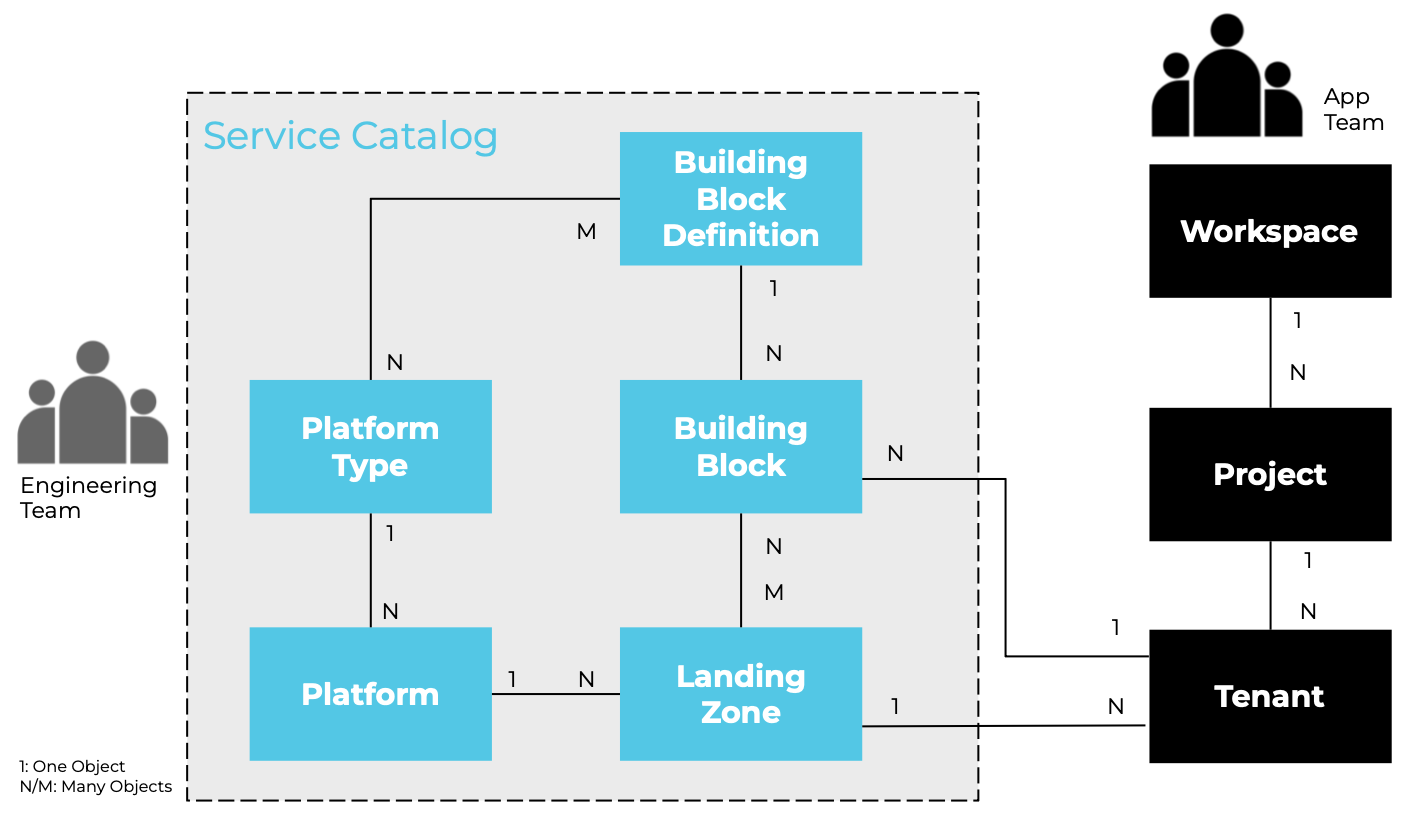 App
Team
Service Catalog
Building
Block
Definition
Workspace
M
1
1
N
N
N
Platform
Type
Building
Block
N
Project
Engineering
Team
1
N
1
M
N
N
1
Platform
1
N
Landing
Zone
1
N
Tenant
1: One Object
N/M: Many Objects